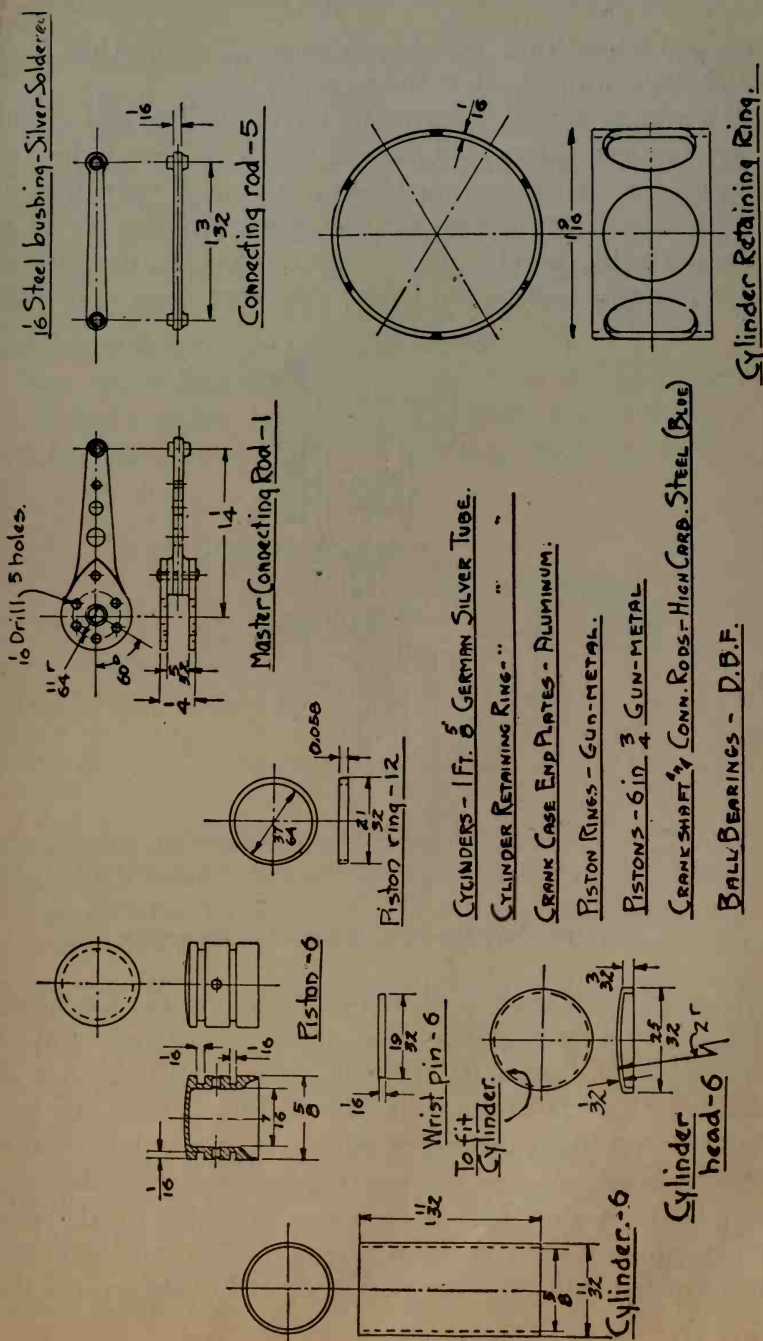 Cylinder.-6
5/8
11/32
1 11/32
1/16
7/16
5/8
1/16
1/16
Piston-6
1/16
19/32
Wrist pin-6
To fit
Cylinder.
1/32
3/32
25/32
2"r
Cylinder
head-6
37/64
0.058
21/32
Piston ring-12
1/16 Drill, 5 holes.
11/64 r
60°
5/32
1/4
1 1/4
Master Connecting Rod-1
1/16 Steel bushing-Silver Soldered
1/16
1 3/32
Connecting rod-5
CYLINDERS-1 FT. 5/8" GERMAN SILVER TUBE.
CYLINDER RETAINING RING-" " "
CRANK CASE END PLATES-ALUMINUM.
PISTON RINGS-GUN-METAL.
PISTONS-6 in 3/4 GUN-METAL
CRANKSHAFT and CONN. RODS-HIGH CARB. STEEL (BLUE)
BALL BEARINGS-D.B.F.
1/16
1 9/16
Cylinder Retaining Ring.